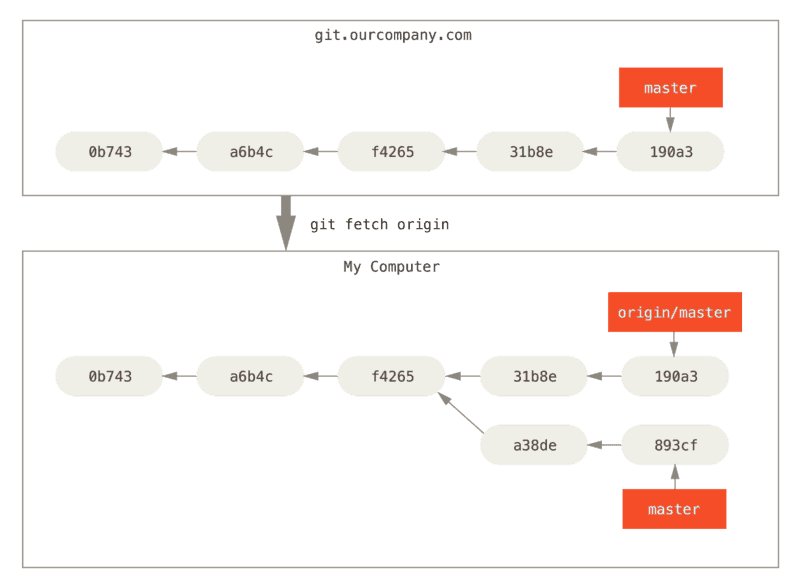 git.ourcompany.com
master
0b743 a6b4c f4265 31b8e 190a3
git fetch origin
My Computer
origin/master
0b743 a6b4c f4265 31b8e 190a3
a38de 893cf
master